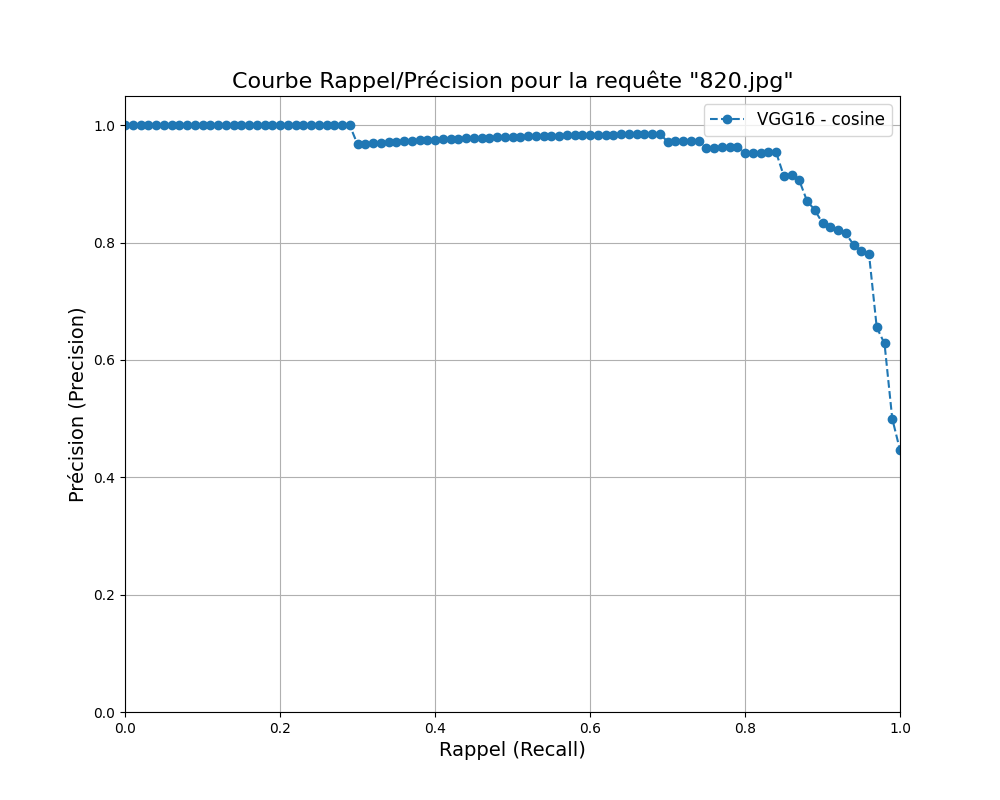 Courbe Rappel/Précision pour la requête "820.jpg"
VGG16 - cosine
Précision (Precision)
1.0
0.8
0.6
0.4
0.2
0.0
0.0 0.2 0.4 0.6 0.8 1.0
Rappel (Recall)